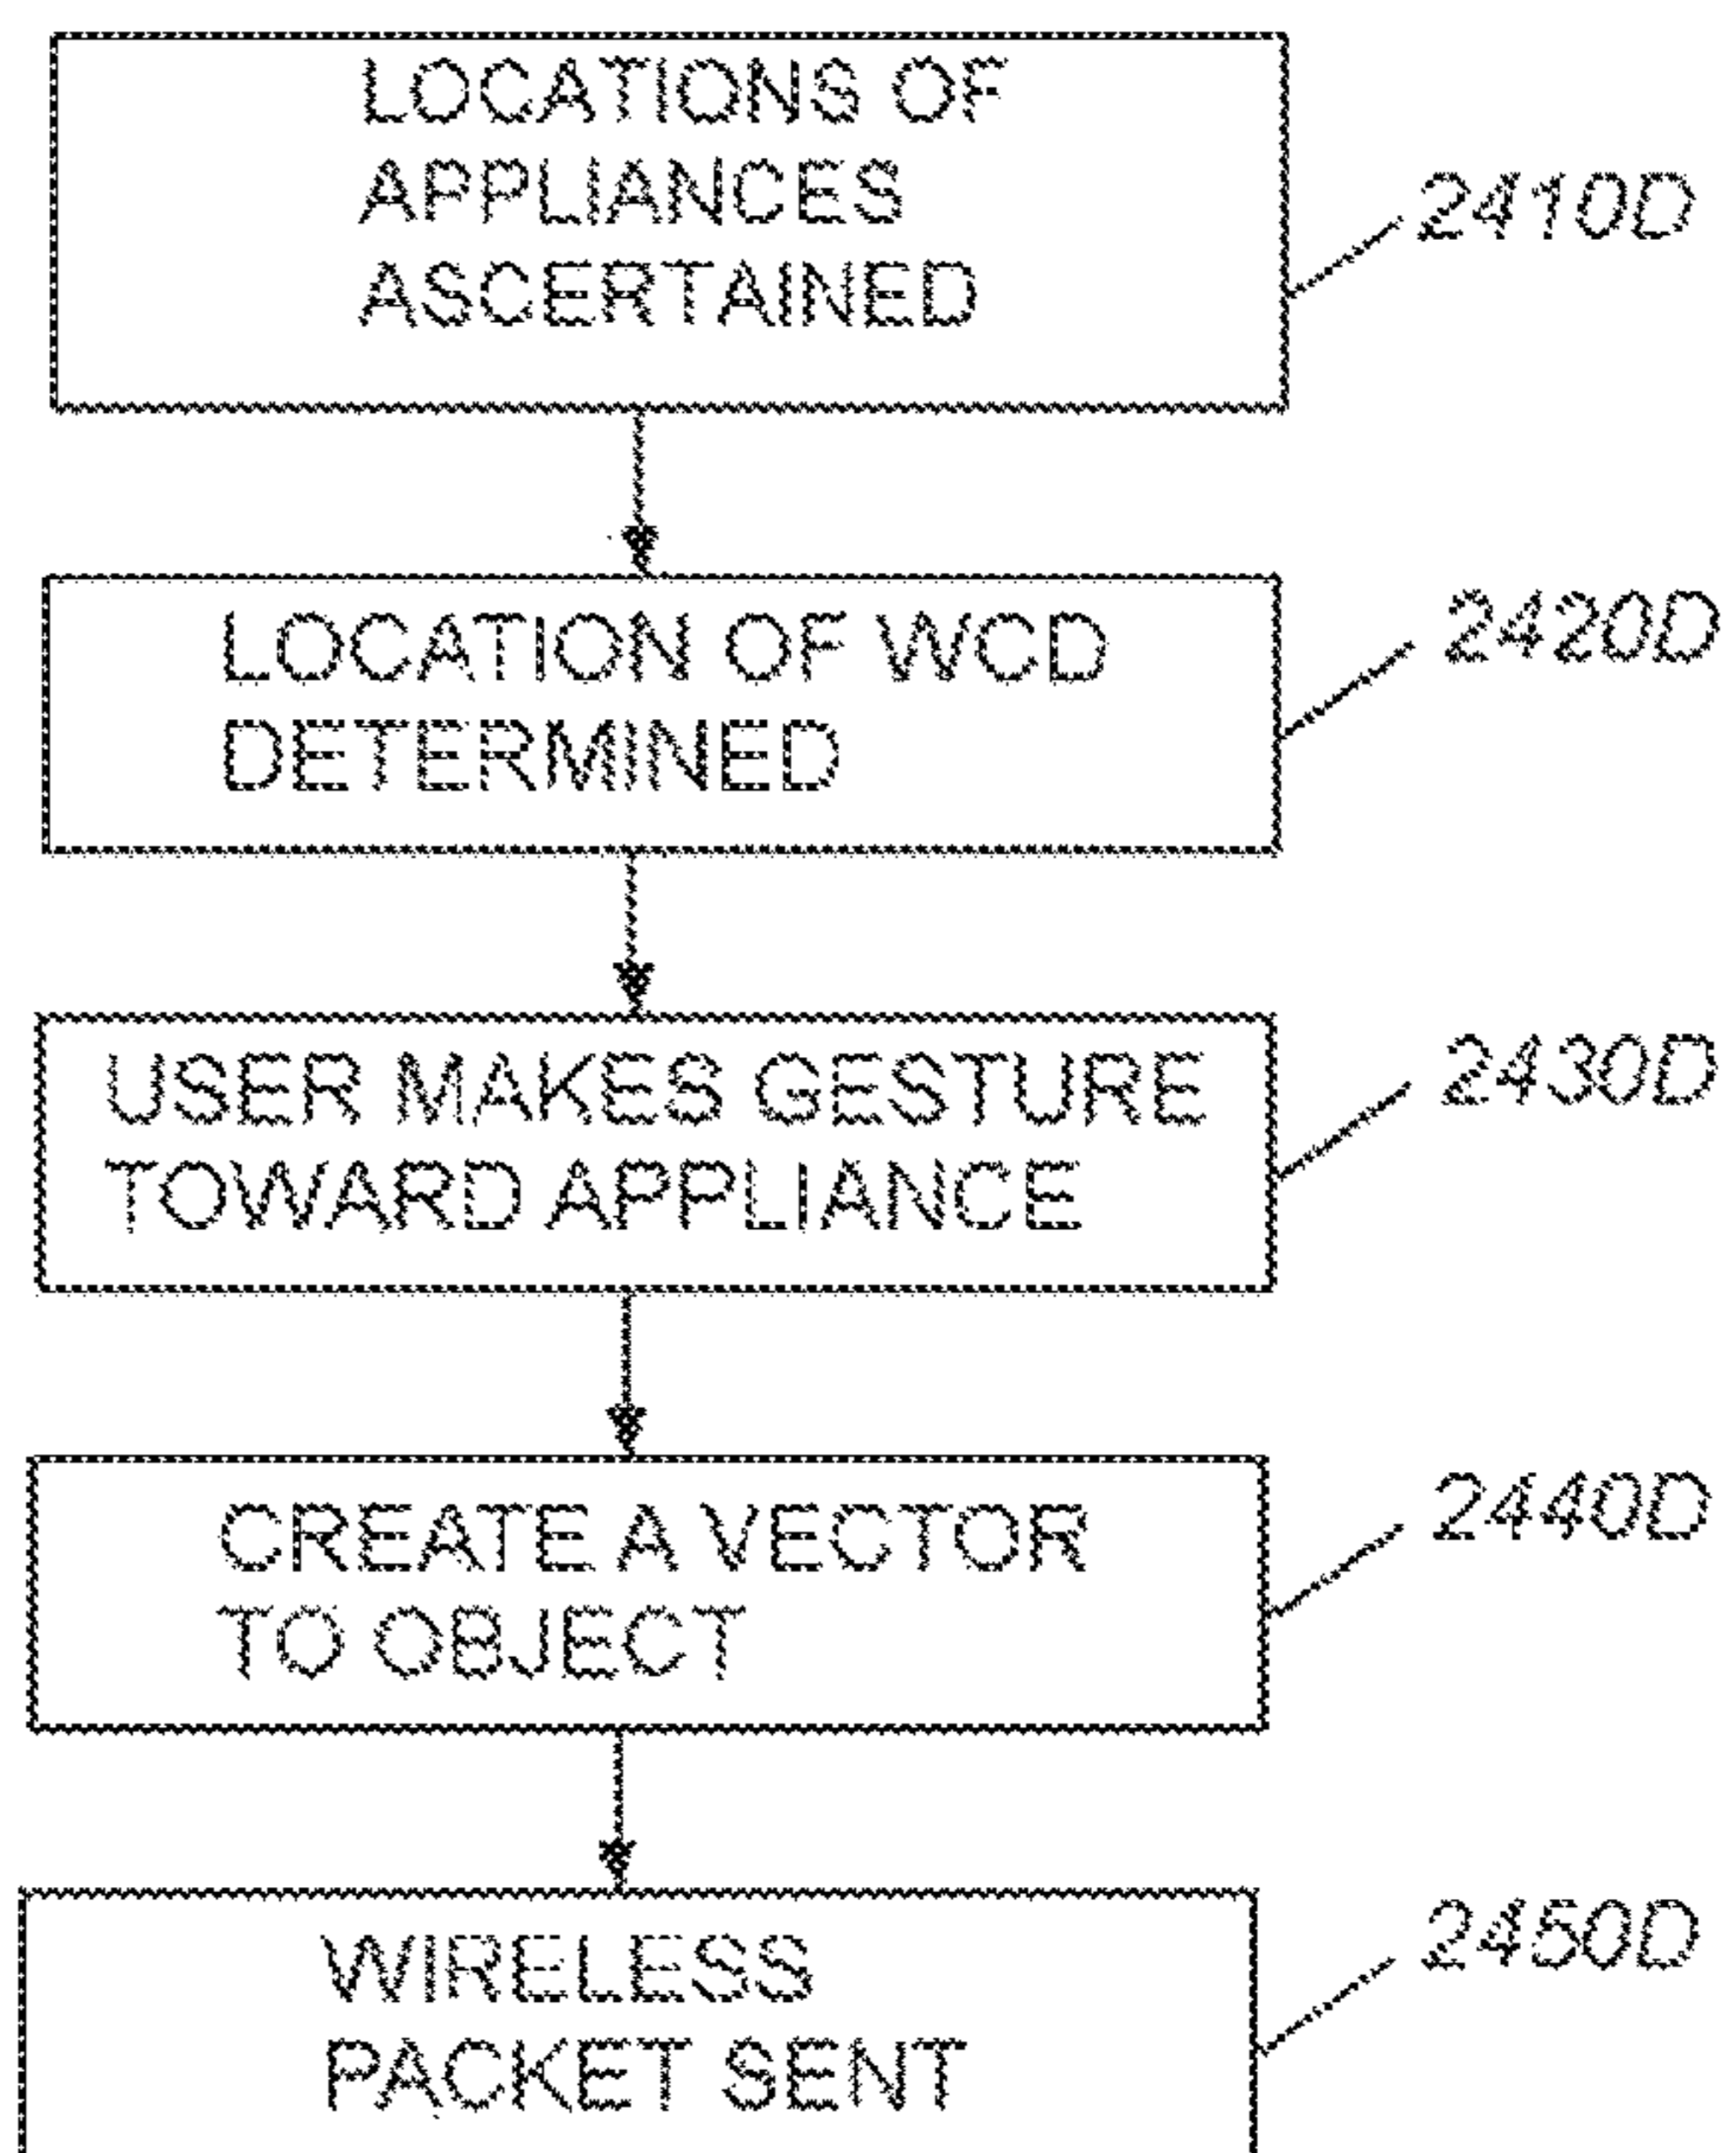 LOCATIONS OF
APPLIANCES
ASCERTAINED
2410D
LOCATION OF WCD
DETERMINED
2420D
USER MAKES GESTURE
TOWARD APPLIANCE
2430D
CREATE A VECTOR
TO OBJECT
2440D
WIRELESS
PACKET SENT
2450D